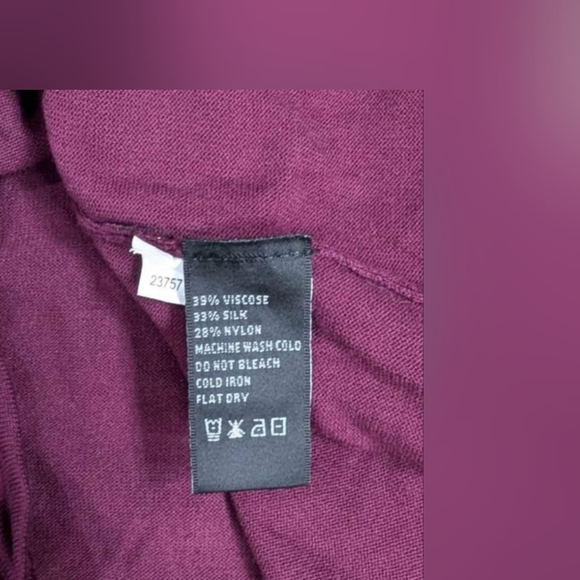 23757
39% VISCOSE
33% SILK
28% NYLON
MACHINE WASH COLD
DO NOT BLEACH
COLD IRON
FLAT DRY